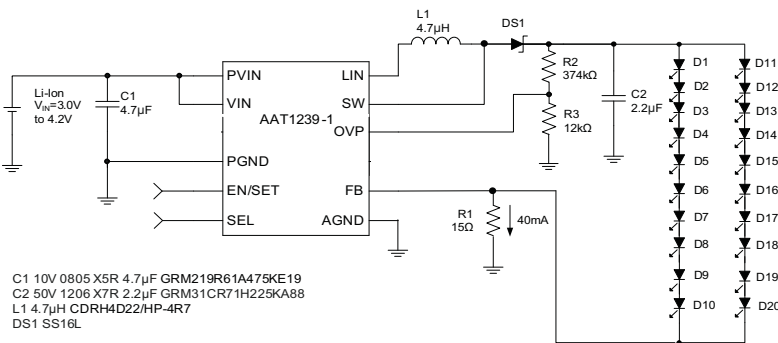 L1
4.7μH
DS1
Li-Ion
VIN=3.0V
to 4.2V
C1
4.7μF
PVIN
VIN
PGND
EN/SET
SEL
AAT1239-1
LIN
SW
OVP
FB
AGND
R2
374kΩ
R3
12kΩ
C2
2.2μF
R1
15Ω
40mA
D1
D2
D3
D4
D5
D6
D7
D8
D9
D10
D11
D12
D13
D14
D15
D16
D17
D18
D19
D20
C1 10V 0805 X5R 4.7μF GRM219R61A475KE19
C2 50V 1206 X7R 2.2μF GRM31CR71H225KA88
L1 4.7μH CDRH4D22/HP-4R7
DS1 SS16L